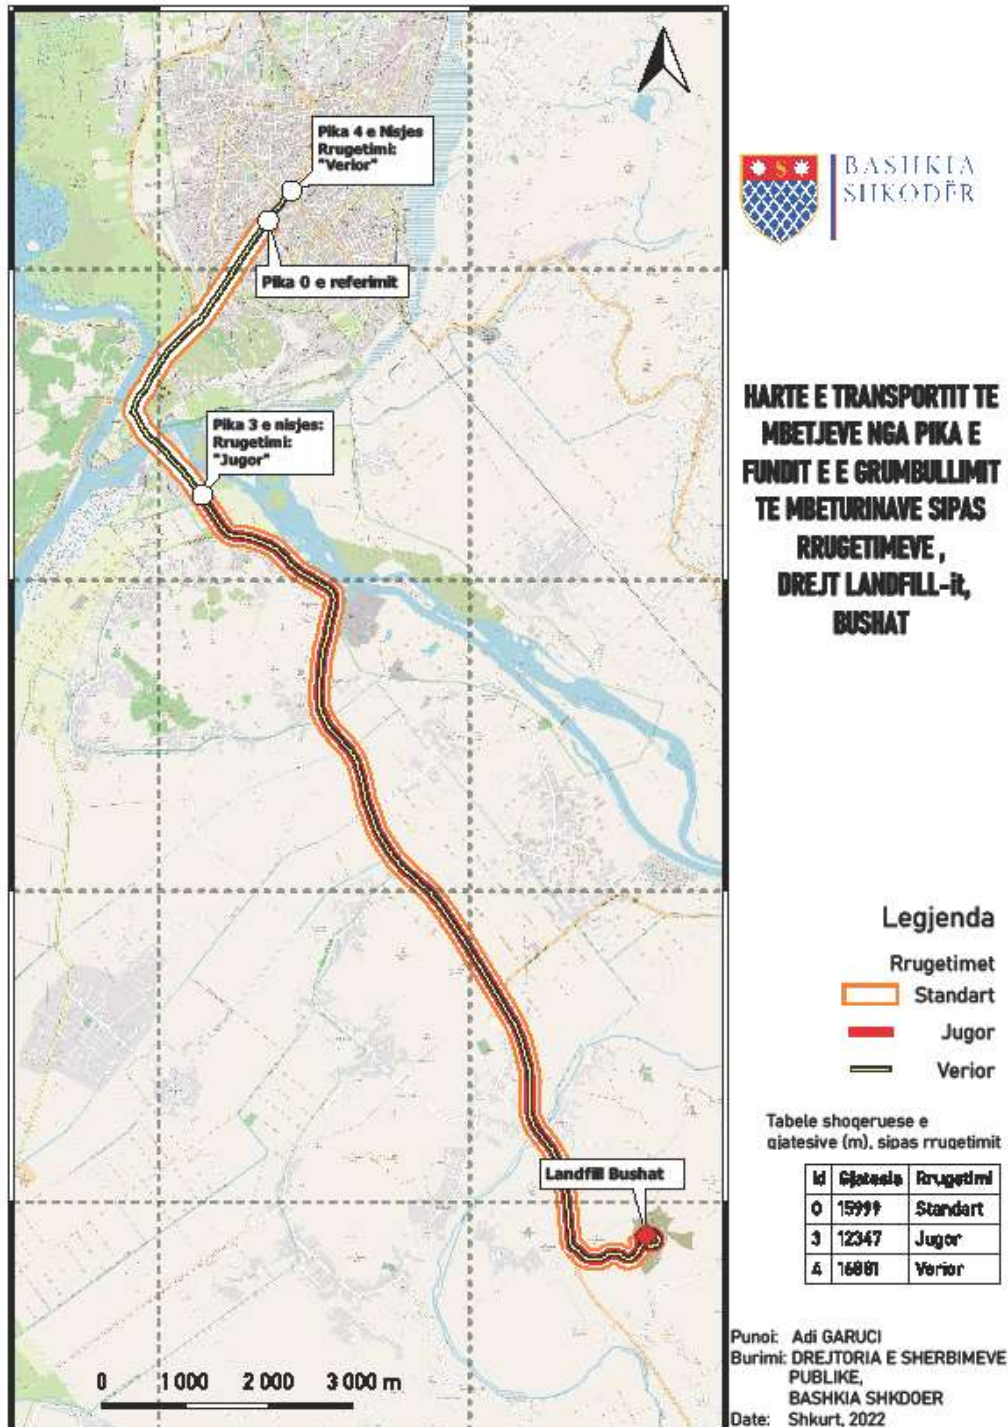 Pika 4 e Nisjes
Rrugetimi:
"Verior"
Pika 0 e referimit
Pika 3 e nisjes:
Rrugetimi:
"Jugor"
Landfill Bushat
0 1 000 2 000 3 000 m
BASHKIA
SHKODËR
HARTE E TRANSPORTIT TE
MBETJEVE NGA PIKA E
FUNDIT E E GRUMBULLIMIT
TE MBETURINAVE SIPAS
RRUGETIMEVE ,
DREJT LANDFILL-it,
BUSHAT
Legjenda
Rrugetimet
Standart
Jugor
Verior
Tabele shoqeruese e
gjatesive (m), sipas rrugetimit
Id Gjatesia Rrugetimi
0 15999 Standart
3 12347 Jugor
4 16881 Verior
Punoi: Adi GARUCI
Burimi: DREJTORIA E SHERBIMEVE
PUBLIKE,
BASHKIA SHKDOER
Date: Shkurt, 2022